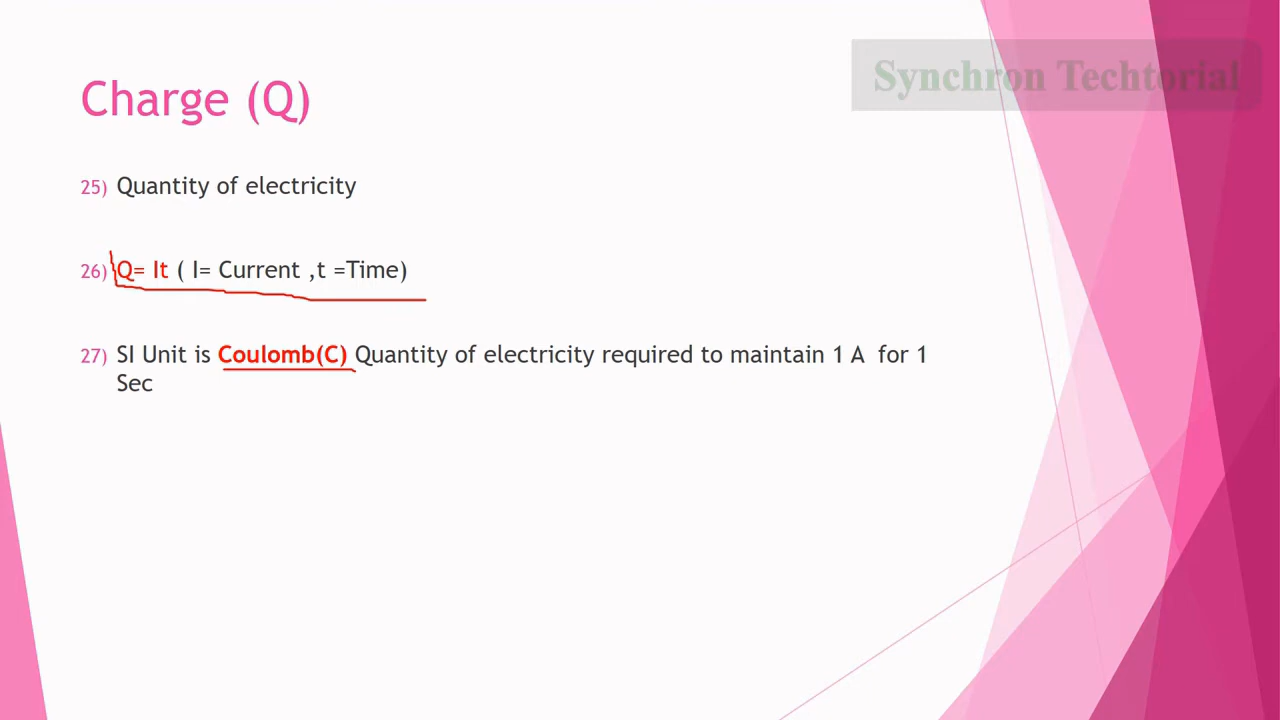 Synchron Techtorial
Charge (Q)
25) Quantity of electricity
26) Q= It ( I= Current ,t =Time)
27) SI Unit is Coulomb(C) Quantity of electricity required to maintain 1 A for 1
Sec